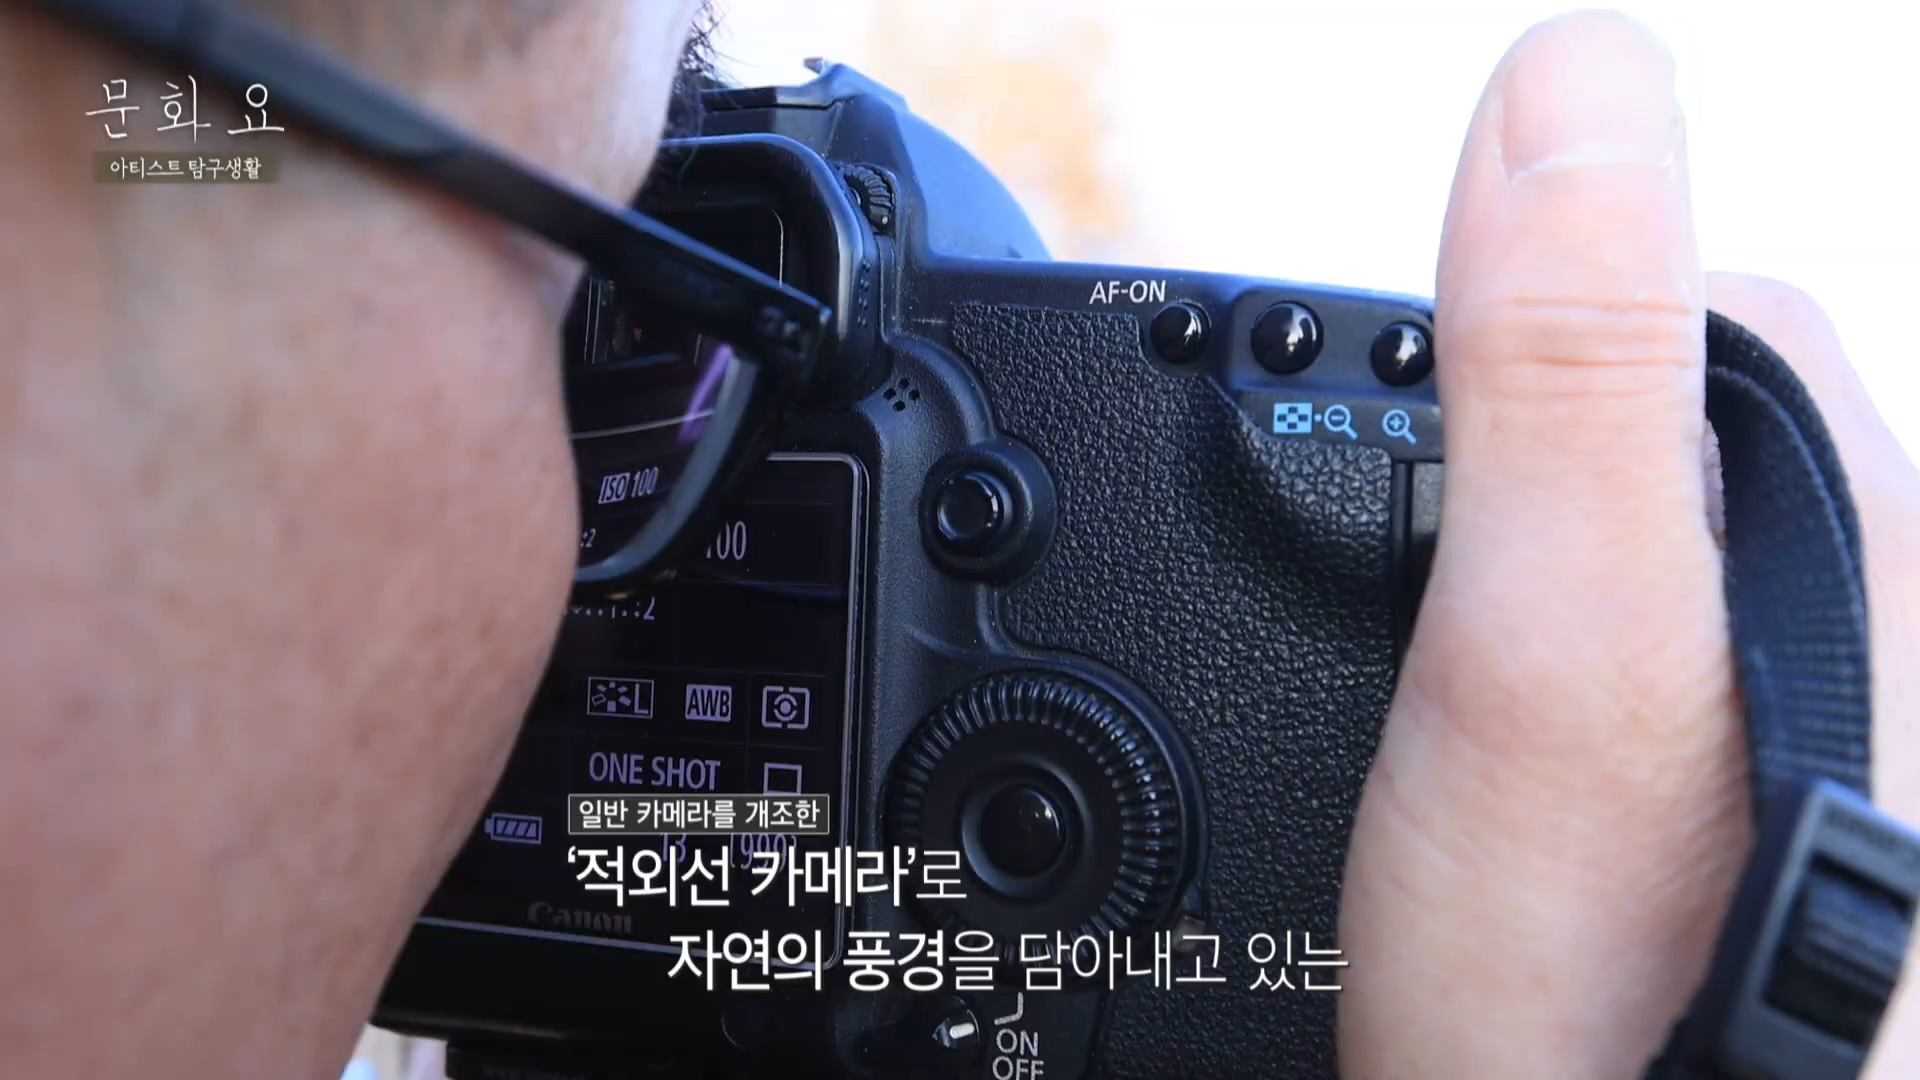 문화요
아티스트 탐구생활
AF-ON
ISO 100
AWB
ONE SHOT
일반 카메라를 개조한
‘적외선 카메라’로
Canon
자연의 풍경을 담아내고 있는
ON
OFF